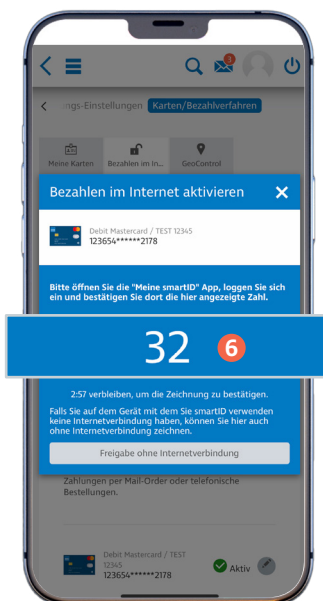 3
ngs-Einstellungen Karten/Bezahlverfahren
Meine Karten Bezahlen im In... GeoControl
Bezahlen im Internet aktivieren
Debit Mastercard / TEST 12345
123654******2178
Bitte öffnen Sie die "Meine smartID" App, loggen Sie sich
ein und bestätigen Sie dort die hier angezeigte Zahl.
32 6
2:57 verbleiben, um die Zeichnung zu bestätigen.
Falls Sie auf dem Gerät mit dem Sie smartID verwenden
keine Internetverbindung haben, können Sie hier auch
ohne Internetverbindung zeichnen.
Freigabe ohne Internetverbindung
Zahlungen per Mail-Order oder telefonische
Bestellungen.
Debit Mastercard / TEST
12345
123654******2178
Aktiv